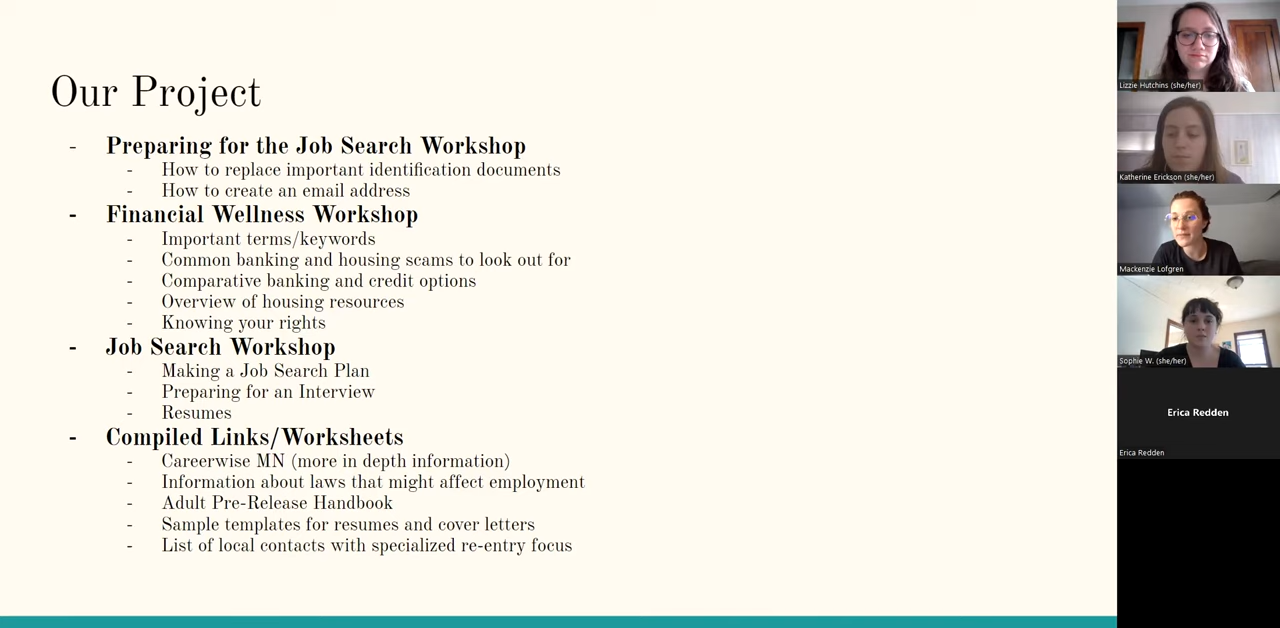 Our Project
- Preparing for the Job Search Workshop
- How to replace important identification documents
- How to create an email address
- Financial Wellness Workshop
- Important terms/keywords
- Common banking and housing scams to look out for
- Comparative banking and credit options
- Overview of housing resources
- Knowing your rights
- Job Search Workshop
- Making a Job Search Plan
- Preparing for an Interview
- Resumes
- Compiled Links/Worksheets
- Careerwise MN (more in depth information)
- Information about laws that might affect employment
- Adult Pre-Release Handbook
- Sample templates for resumes and cover letters
- List of local contacts with specialized re-entry focus
Lizzie Hutchins (she/her)
Katherine Erickson (she/her)
Mackenzie Lofgren
Sophie W. (she/her)
Erica Redden
Erica Redden